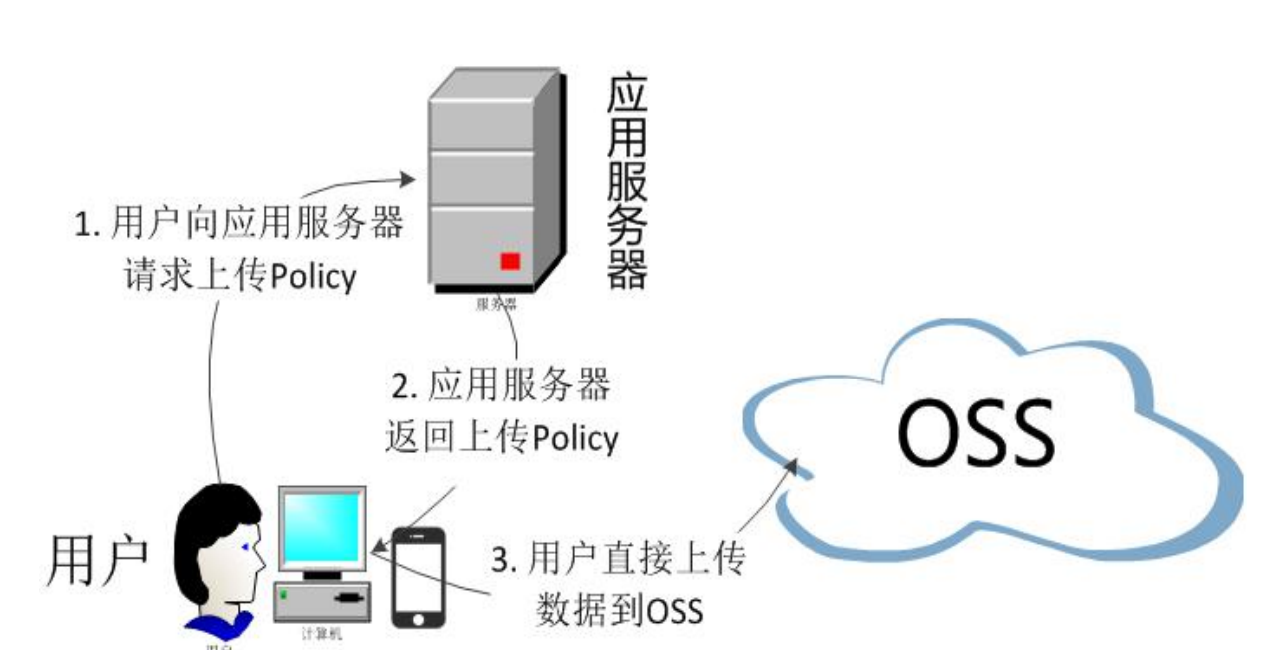 应用服务器
1. 用户向应用服务器
请求上传Policy
服务器
2. 应用服务器
返回上传Policy
OSS
用户
3. 用户直接上传
数据到OSS
计算机
用户